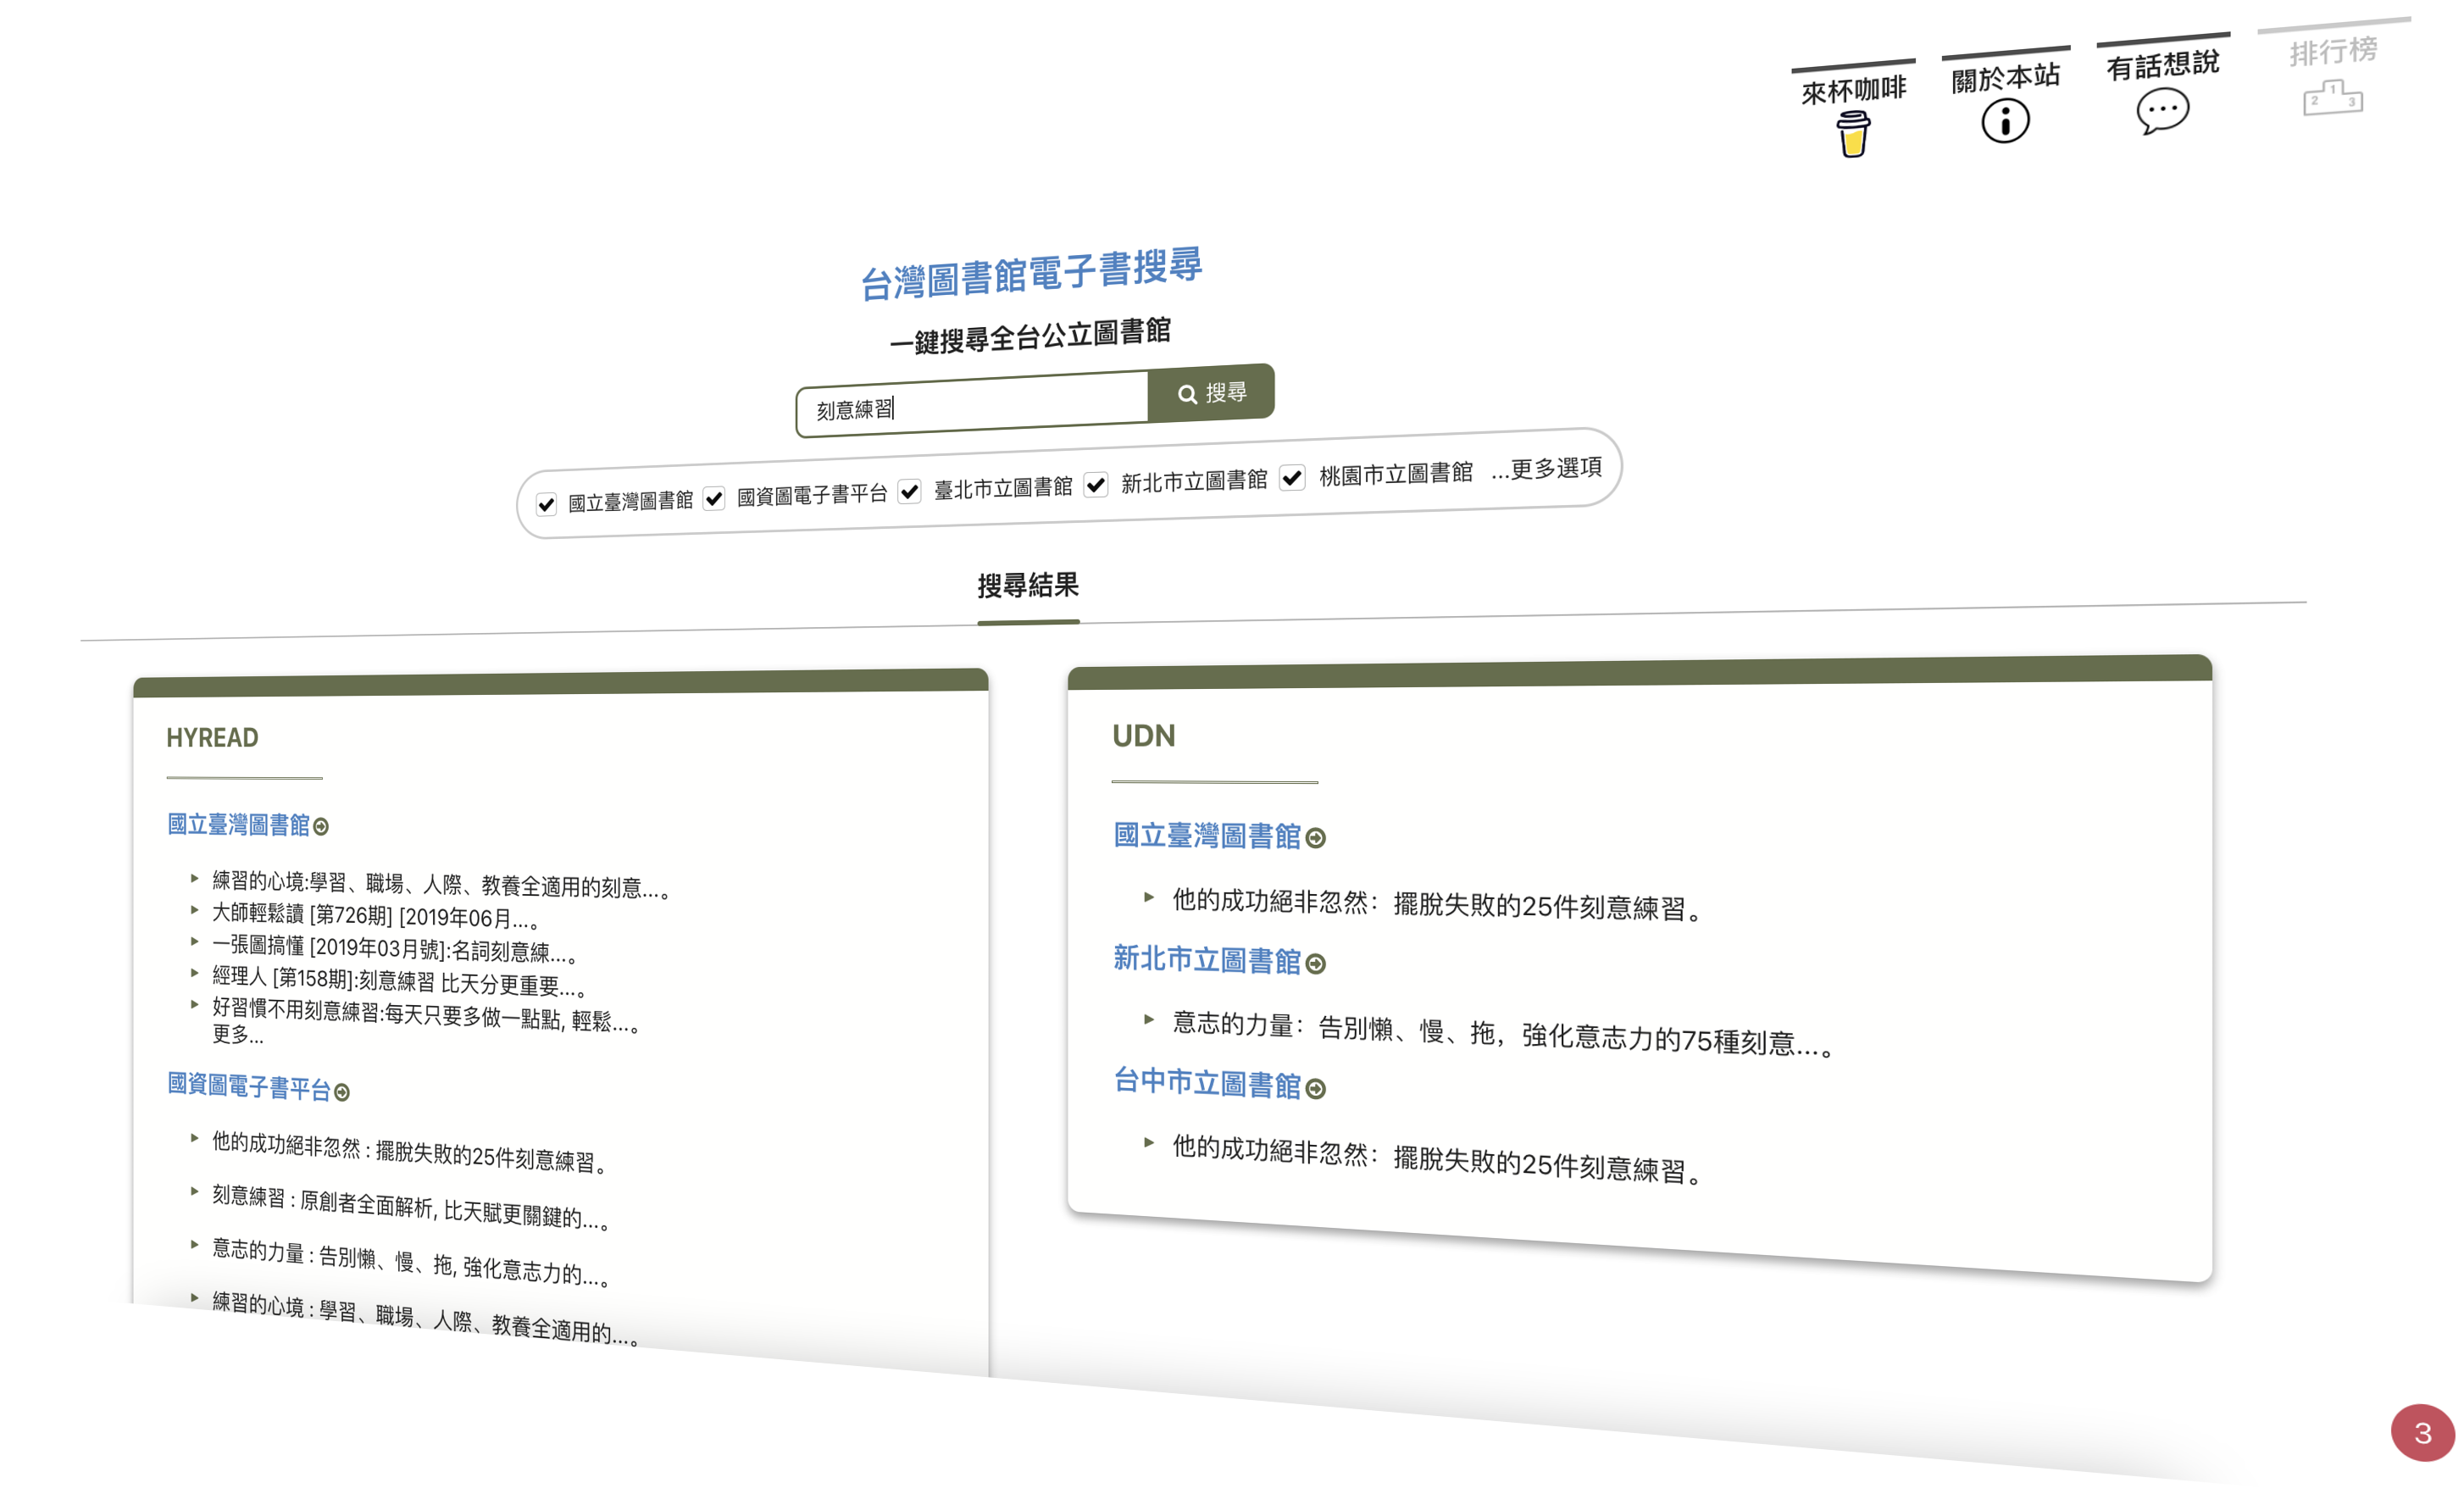 來杯咖啡
關於本站
有話想說
排行榜
1
2
3
台灣圖書館電子書搜尋
一鍵搜尋全台公立圖書館
刻意練習
搜尋
國立臺灣圖書館 國資圖電子書平台 臺北市立圖書館 新北市立圖書館 桃園市立圖書館 ...更多選項
搜尋結果
HYREAD
國立臺灣圖書館
練習的心境:學習、職場、人際、教養全適用的刻意...。
大師輕鬆讀 [第726期] [2019年06月...。
一張圖搞懂 [2019年03月號]:名詞刻意練...。
經理人 [第158期]:刻意練習 比天分更重要...。
好習慣不用刻意練習:每天只要多做一點點, 輕鬆...。
更多...
國資圖電子書平台
他的成功絕非忽然 : 擺脫失敗的25件刻意練習。
刻意練習 : 原創者全面解析, 比天賦更關鍵的...。
意志的力量 : 告別懶、慢、拖, 強化意志力的...。
練習的心境 : 學習、職場、人際、教養全適用的...。
UDN
國立臺灣圖書館
他的成功絕非忽然：擺脫失敗的25件刻意練習。
新北市立圖書館
意志的力量：告別懶、慢、拖，強化意志力的75種刻意...。
台中市立圖書館
他的成功絕非忽然：擺脫失敗的25件刻意練習。
3